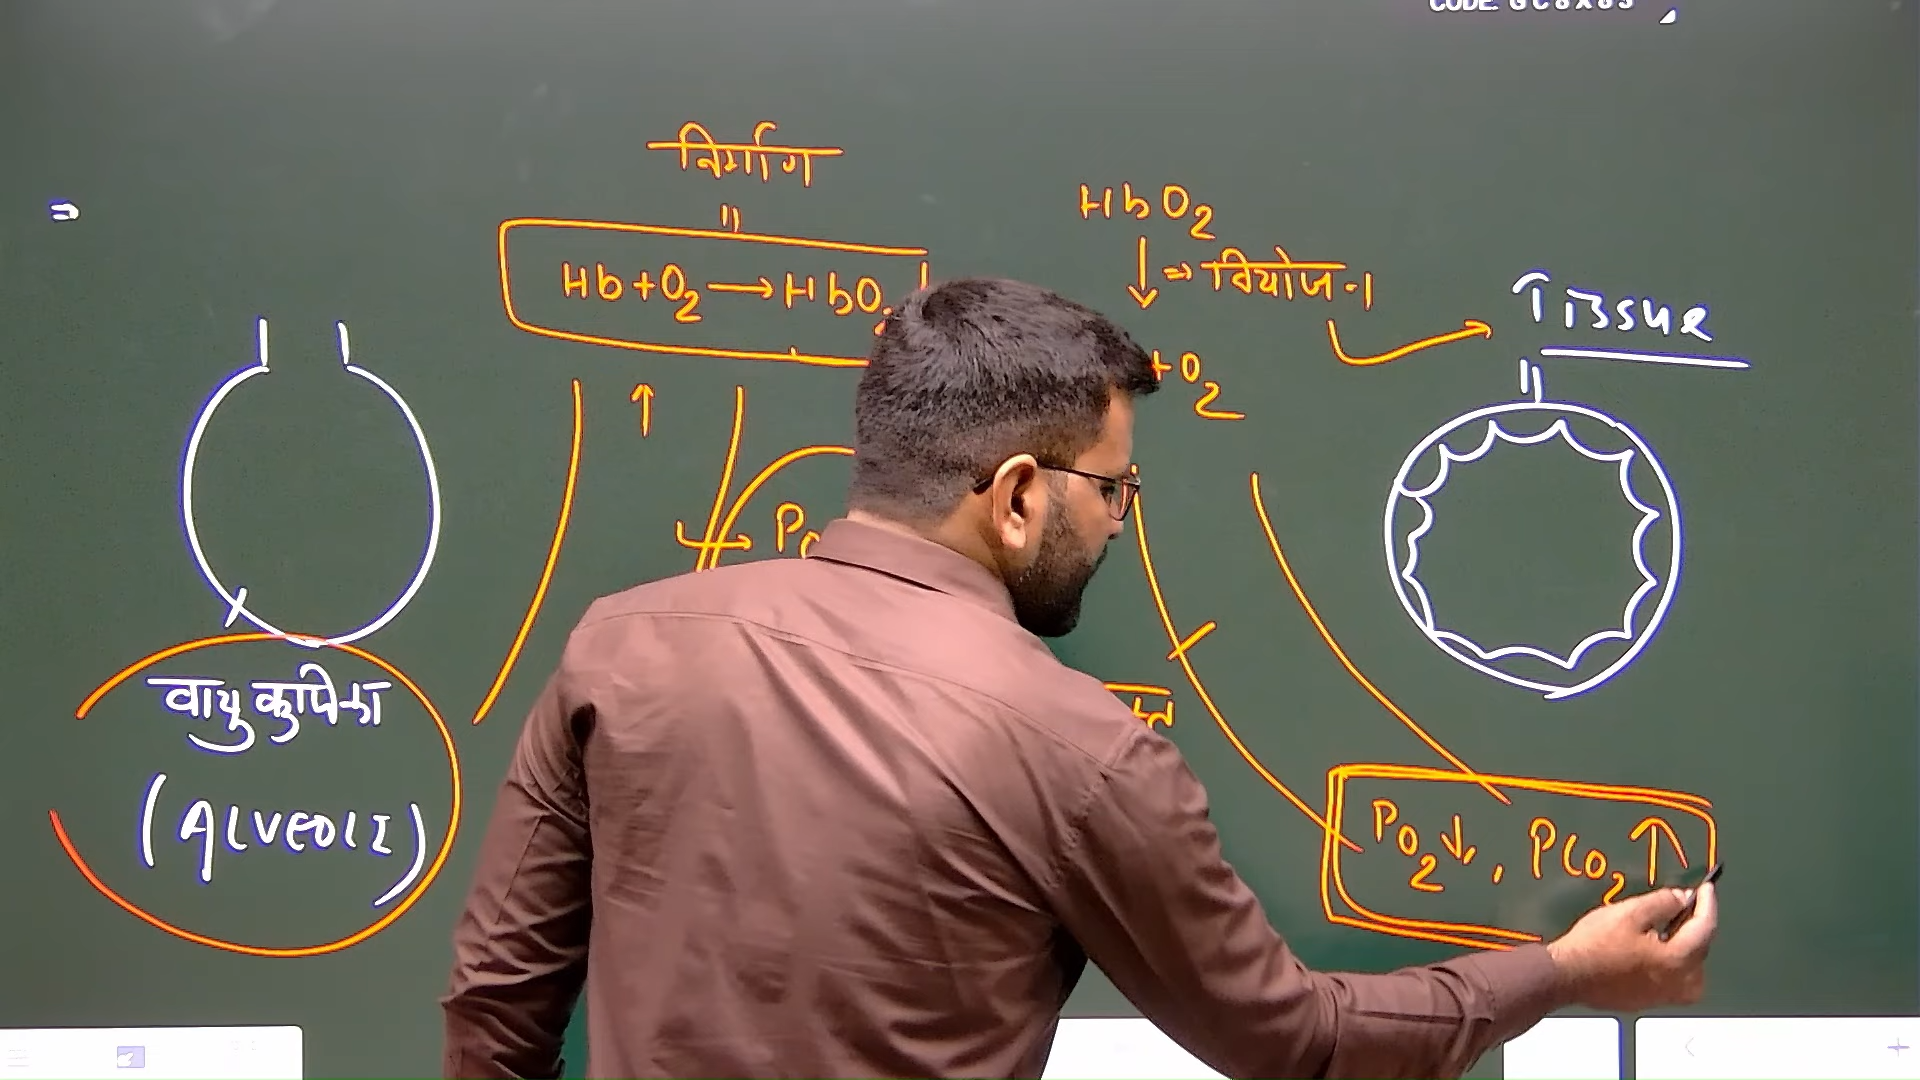 निर्माण
Hb+O2 → HbO2
HbO2
↓ ⇒ वियोजन
+O2
Tissue
वायु कुपिका
(Alveoli)
PO2↓, PCO2↑